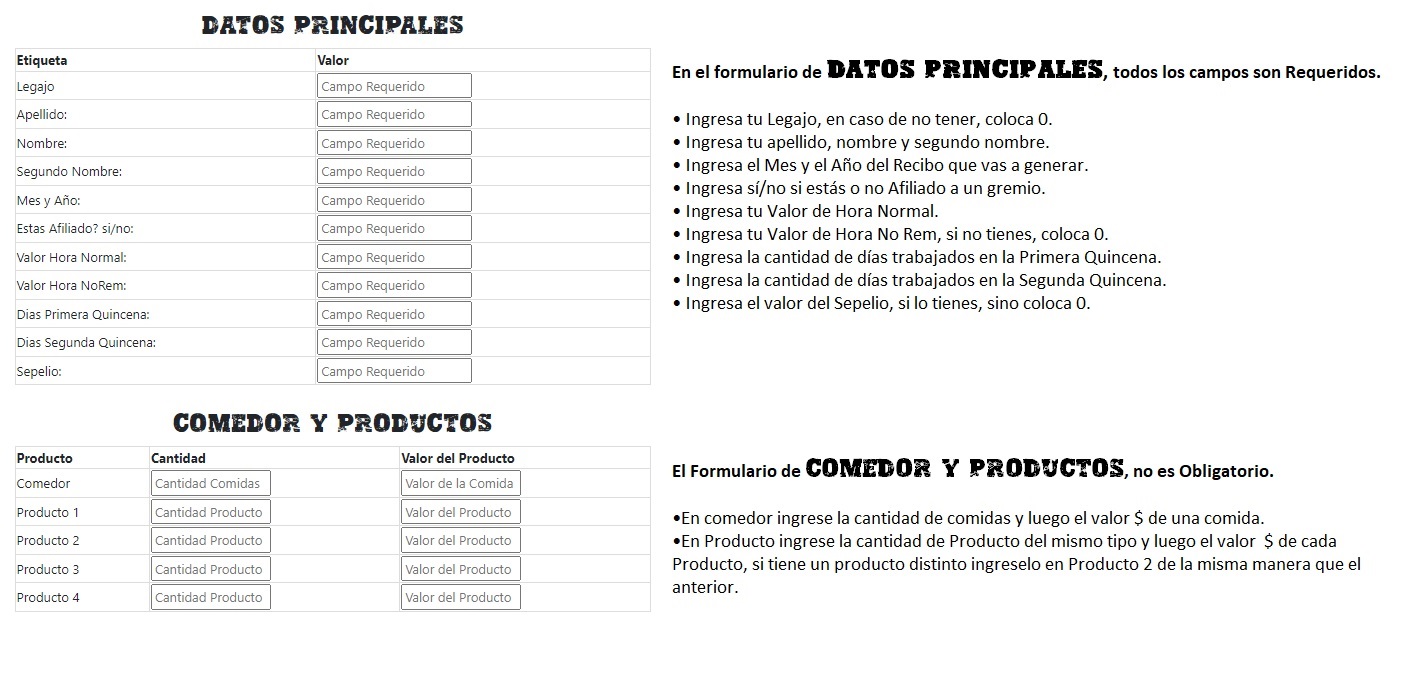 DATOS PRINCIPALES
Etiqueta Valor
Legajo Campo Requerido
Apellido: Campo Requerido
Nombre: Campo Requerido
Segundo Nombre: Campo Requerido
Mes y Año: Campo Requerido
Estas Afiliado? si/no: Campo Requerido
Valor Hora Normal: Campo Requerido
Valor Hora NoRem: Campo Requerido
Dias Primera Quincena: Campo Requerido
Dias Segunda Quincena: Campo Requerido
Sepelio: Campo Requerido
En el formulario de DATOS PRINCIPALES, todos los campos son Requeridos.
• Ingresa tu Legajo, en caso de no tener, coloca 0.
• Ingresa tu apellido, nombre y segundo nombre.
• Ingresa el Mes y el Año del Recibo que vas a generar.
• Ingresa sí/no si estás o no Afiliado a un gremio.
• Ingresa tu Valor de Hora Normal.
• Ingresa tu Valor de Hora No Rem, si no tienes, coloca 0.
• Ingresa la cantidad de días trabajados en la Primera Quincena.
• Ingresa la cantidad de días trabajados en la Segunda Quincena.
• Ingresa el valor del Sepelio, si lo tienes, sino coloca 0.
COMEDOR Y PRODUCTOS
Producto Cantidad Valor del Producto
Comedor Cantidad Comidas Valor de la Comida
Producto 1 Cantidad Producto Valor del Producto
Producto 2 Cantidad Producto Valor del Producto
Producto 3 Cantidad Producto Valor del Producto
Producto 4 Cantidad Producto Valor del Producto
El Formulario de COMEDOR Y PRODUCTOS, no es Obligatorio.
•En comedor ingrese la cantidad de comidas y luego el valor $ de una comida.
•En Producto ingrese la cantidad de Producto del mismo tipo y luego el valor $ de cada
Producto, si tiene un producto distinto ingreselo en Producto 2 de la misma manera que el
anterior.